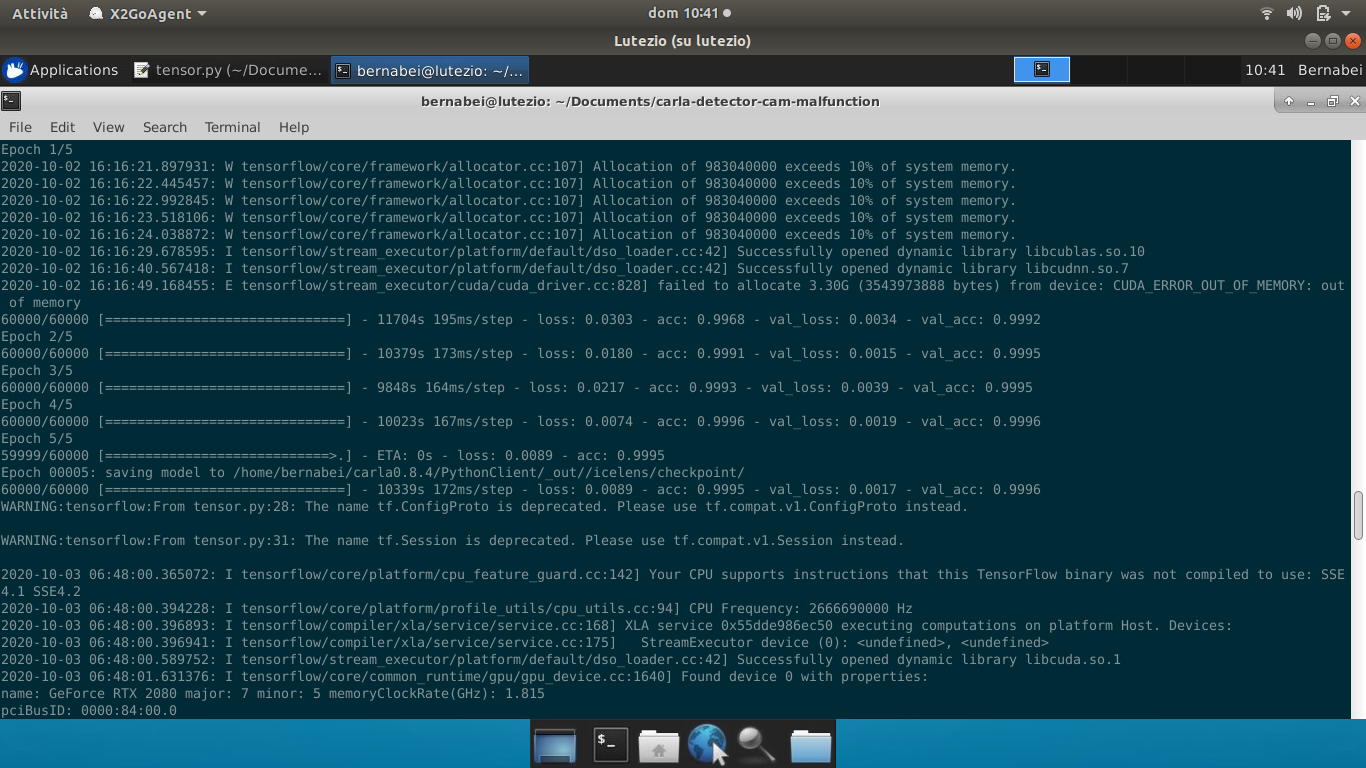 Attività X2GoAgent dom 10:41
Lutezio (su lutezio)
Applications tensor.py (~/Docume... bernabei@lutezio: ~/... 10:41 Bernabei
bernabei@lutezio: ~/Documents/carla-detector-cam-malfunction
File Edit View Search Terminal Help
Epoch 1/5
2020-10-02 16:16:21.897931: W tensorflow/core/framework/allocator.cc:107] Allocation of 983040000 exceeds 10% of system memory.
2020-10-02 16:16:22.445457: W tensorflow/core/framework/allocator.cc:107] Allocation of 983040000 exceeds 10% of system memory.
2020-10-02 16:16:22.992845: W tensorflow/core/framework/allocator.cc:107] Allocation of 983040000 exceeds 10% of system memory.
2020-10-02 16:16:23.518106: W tensorflow/core/framework/allocator.cc:107] Allocation of 983040000 exceeds 10% of system memory.
2020-10-02 16:16:24.038872: W tensorflow/core/framework/allocator.cc:107] Allocation of 983040000 exceeds 10% of system memory.
2020-10-02 16:16:29.678595: I tensorflow/stream_executor/platform/default/dso_loader.cc:42] Successfully opened dynamic library libcublas.so.10
2020-10-02 16:16:40.567418: I tensorflow/stream_executor/platform/default/dso_loader.cc:42] Successfully opened dynamic library libcudnn.so.7
2020-10-02 16:16:49.168455: E tensorflow/stream_executor/cuda/cuda_driver.cc:828] failed to allocate 3.30G (3543973888 bytes) from device: CUDA_ERROR_OUT_OF_MEMORY: out
of memory
60000/60000 [==============================] - 11704s 195ms/step - loss: 0.0303 - acc: 0.9968 - val_loss: 0.0034 - val_acc: 0.9992
Epoch 2/5
60000/60000 [==============================] - 10379s 173ms/step - loss: 0.0180 - acc: 0.9991 - val_loss: 0.0015 - val_acc: 0.9995
Epoch 3/5
60000/60000 [==============================] - 9848s 164ms/step - loss: 0.0217 - acc: 0.9993 - val_loss: 0.0039 - val_acc: 0.9995
Epoch 4/5
60000/60000 [==============================] - 10023s 167ms/step - loss: 0.0074 - acc: 0.9996 - val_loss: 0.0019 - val_acc: 0.9996
Epoch 5/5
59999/60000 [============================>.] - ETA: 0s - loss: 0.0089 - acc: 0.9995
Epoch 00005: saving model to /home/bernabei/carla0.8.4/PythonClient/_out//icelens/checkpoint/
60000/60000 [==============================] - 10339s 172ms/step - loss: 0.0089 - acc: 0.9995 - val_loss: 0.0017 - val_acc: 0.9996
WARNING:tensorflow:From tensor.py:28: The name tf.ConfigProto is deprecated. Please use tf.compat.v1.ConfigProto instead.
WARNING:tensorflow:From tensor.py:31: The name tf.Session is deprecated. Please use tf.compat.v1.Session instead.
2020-10-03 06:48:00.365072: I tensorflow/core/platform/cpu_feature_guard.cc:142] Your CPU supports instructions that this TensorFlow binary was not compiled to use: SSE
4.1 SSE4.2
2020-10-03 06:48:00.394228: I tensorflow/core/platform/profile_utils/cpu_utils.cc:94] CPU Frequency: 2666690000 Hz
2020-10-03 06:48:00.396893: I tensorflow/compiler/xla/service/service.cc:168] XLA service 0x55dde986ec50 executing computations on platform Host. Devices:
2020-10-03 06:48:00.396941: I tensorflow/compiler/xla/service/service.cc:175] StreamExecutor device (0): <undefined>, <undefined>
2020-10-03 06:48:00.589752: I tensorflow/stream_executor/platform/default/dso_loader.cc:42] Successfully opened dynamic library libcuda.so.1
2020-10-03 06:48:01.631376: I tensorflow/core/common_runtime/gpu/gpu_device.cc:1640] Found device 0 with properties:
name: GeForce RTX 2080 major: 7 minor: 5 memoryClockRate(GHz): 1.815
pciBusID: 0000:84:00.0